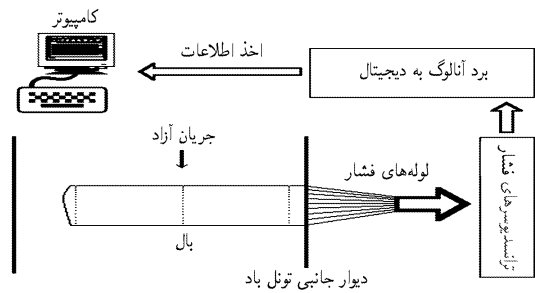 کامپیوتر
اخذ اطلاعات
برد آنالوگ به دیجیتال
جریان آزاد
لوله‌های فشار
ترانسدیوسرهای فشار
بال
دیوار جانبی تونل باد